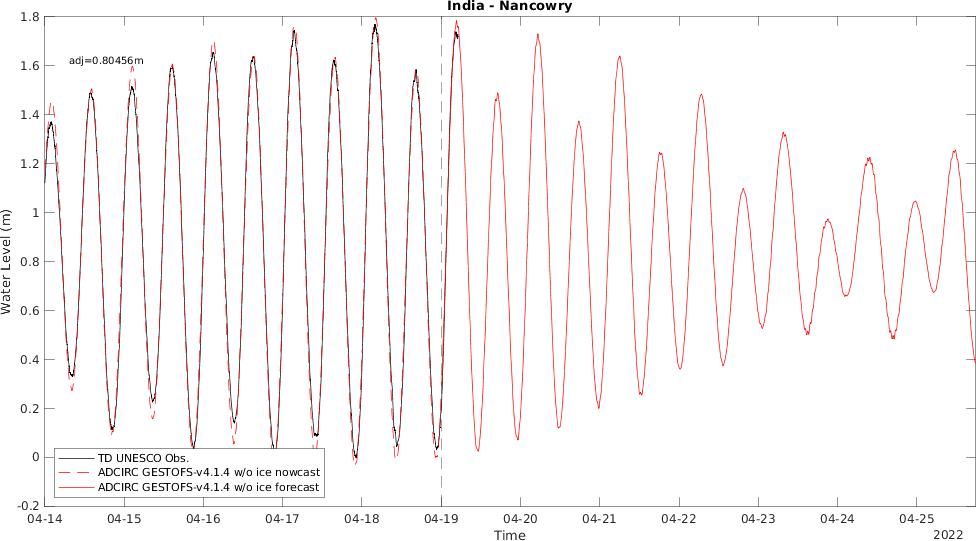 India - Nancowry
1.8
1.6
1.4
1.2
1
0.8
0.6
0.4
0.2
0
-0.2
Water Level (m)
adj=0.80456m
TD UNESCO Obs.
ADCIRC GESTOFS-v4.1.4 w/o ice nowcast
ADCIRC GESTOFS-v4.1.4 w/o ice forecast
04-14 04-15 04-16 04-17 04-18 04-19 04-20 04-21 04-22 04-23 04-24 04-25
Time
2022